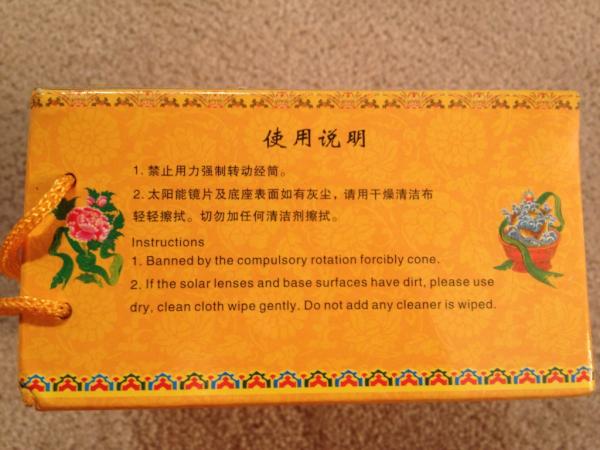 使用说明
1. 禁止用力强制转动经筒。
2. 太阳能镜片及底座表面如有灰尘，请用干燥清洁布
轻轻擦拭。切勿加任何清洁剂擦拭。
Instructions
1. Banned by the compulsory rotation forcibly cone.
2. If the solar lenses and base surfaces have dirt, please use
dry, clean cloth wipe gently. Do not add any cleaner is wiped.